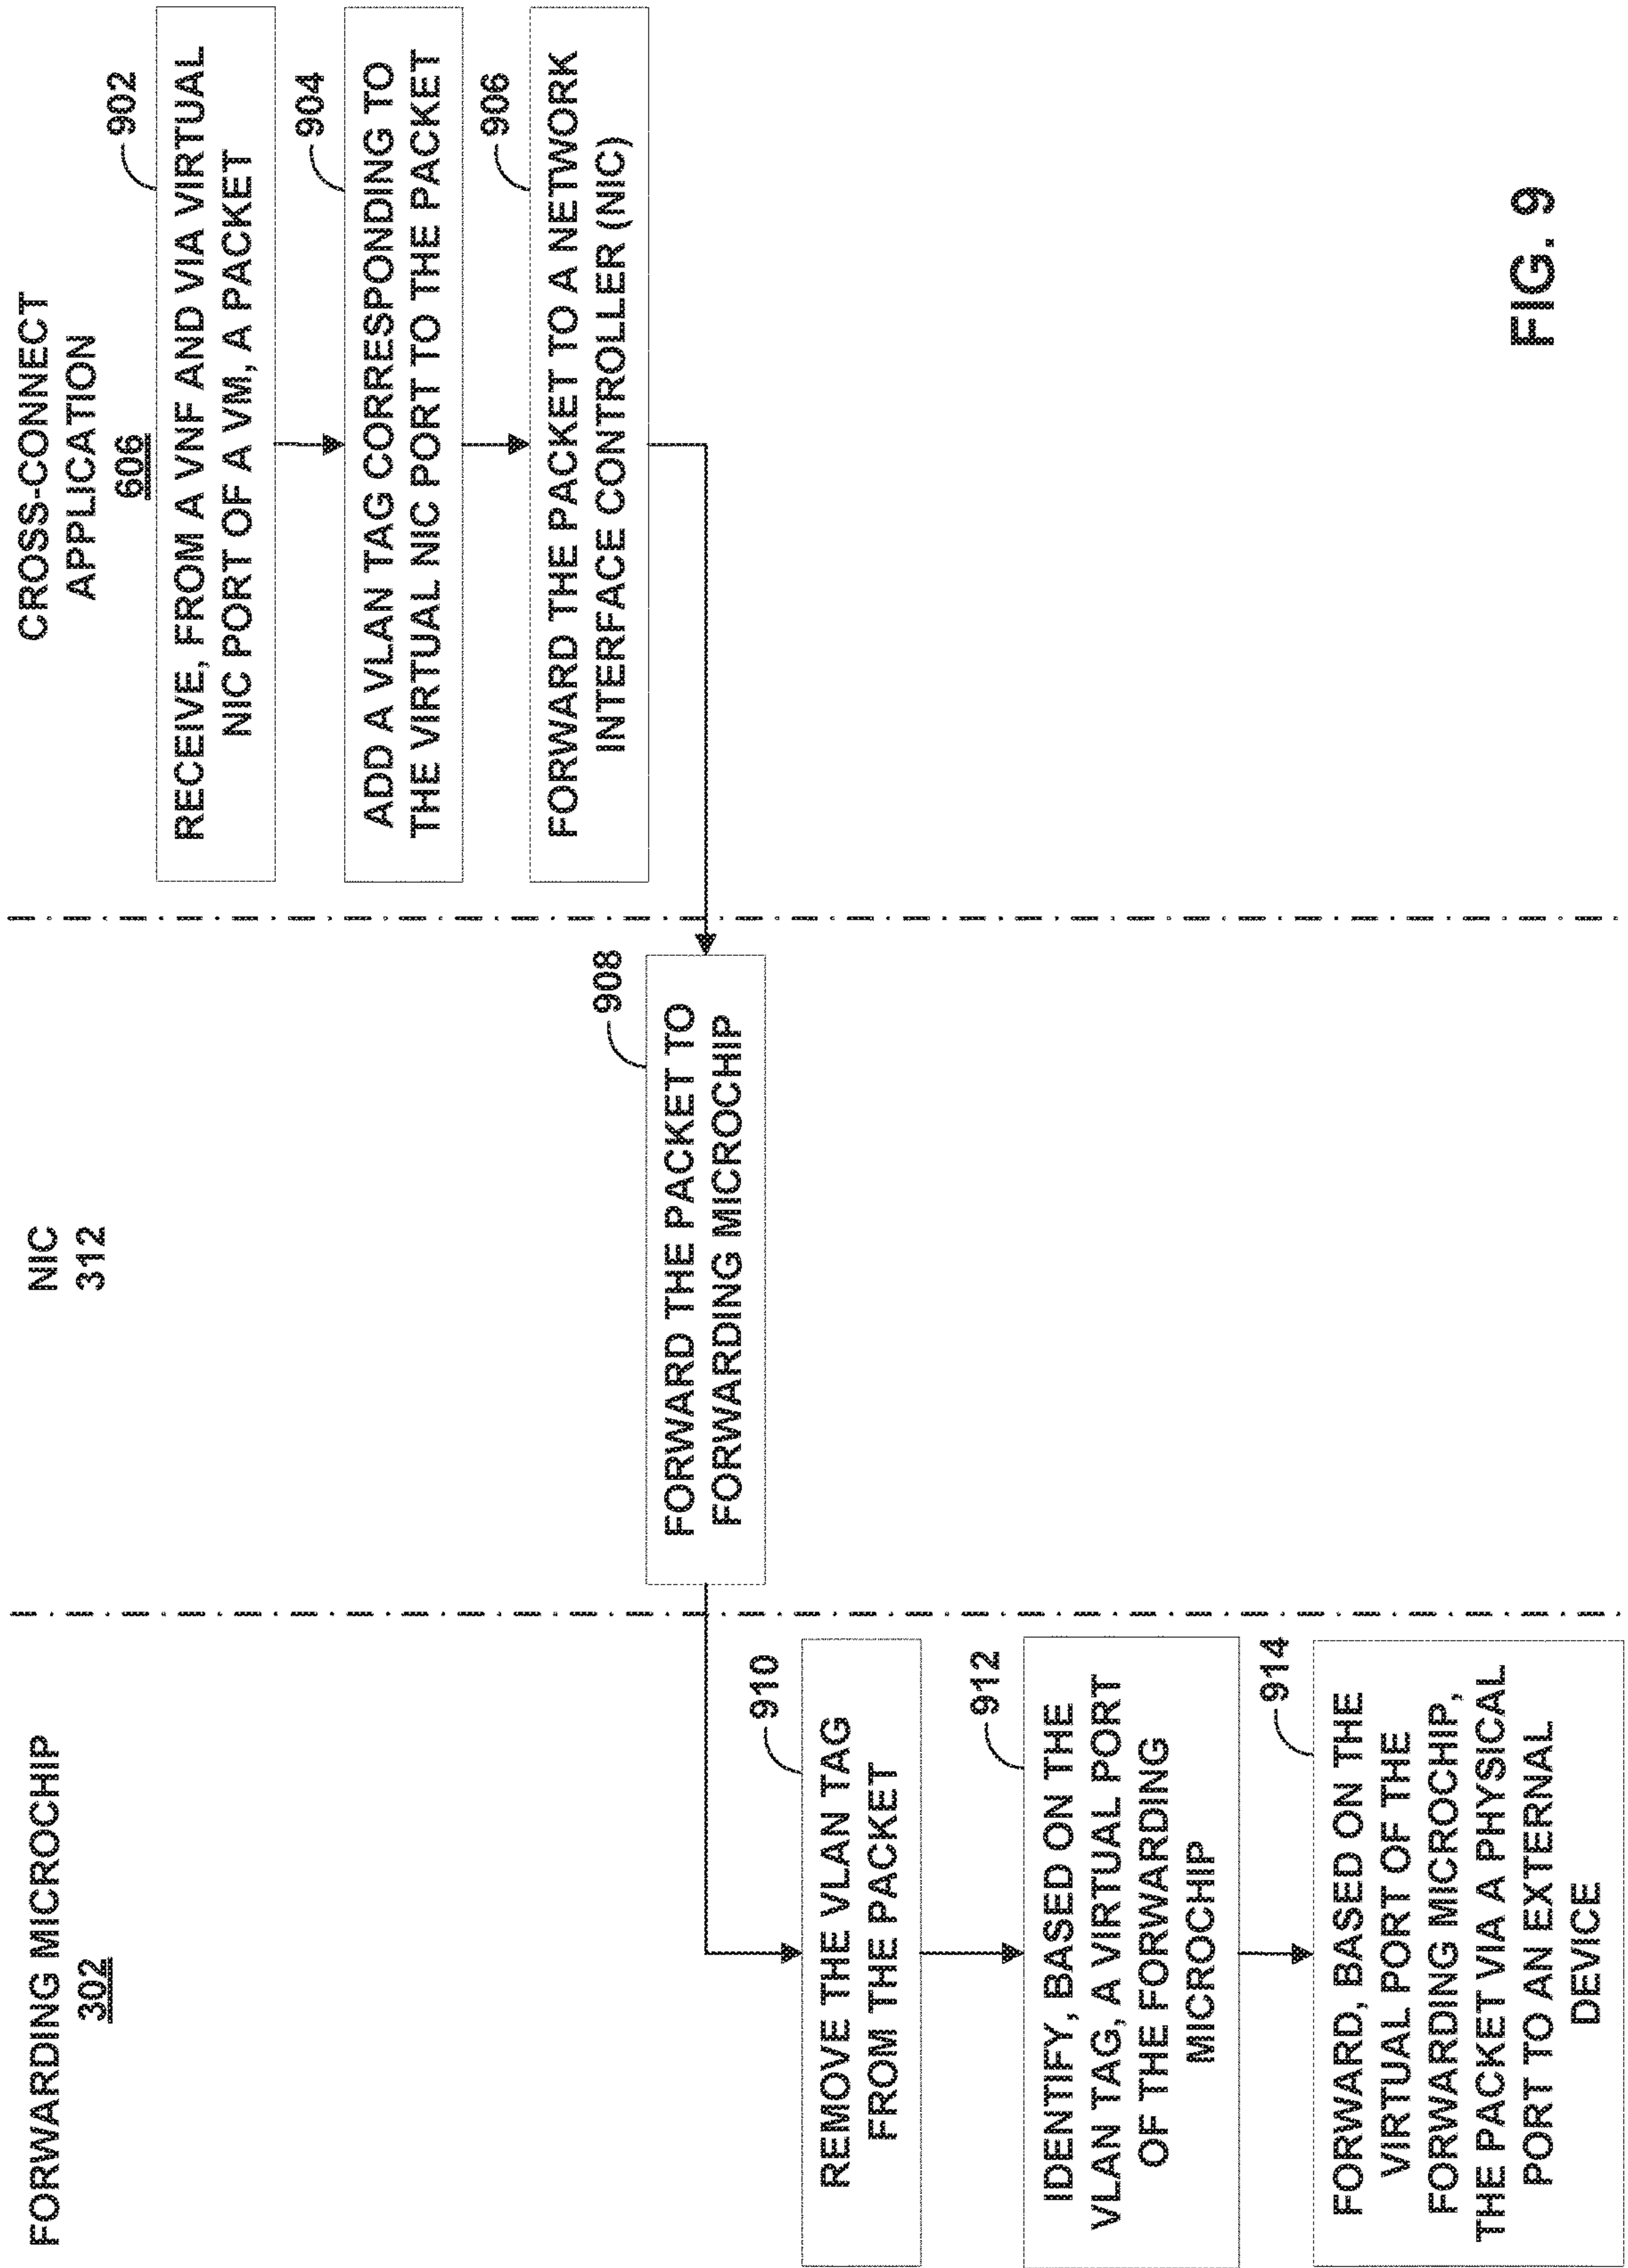 FORWARDING MICROCHIP
302
NIC
312
CROSS-CONNECT
APPLICATION
606
902
RECEIVE, FROM A VNF AND VIA VIRTUAL
NIC PORT OF A VM, A PACKET
904
ADD A VLAN TAG CORRESPONDING TO
THE VIRTUAL NIC PORT TO THE PACKET
906
FORWARD THE PACKET TO A NETWORK
INTERFACE CONTROLLER (NIC)
908
FORWARD THE PACKET TO
FORWARDING MICROCHIP
910
REMOVE THE VLAN TAG
FROM THE PACKET
912
IDENTIFY, BASED ON THE
VLAN TAG, A VIRTUAL PORT
OF THE FORWARDING
MICROCHIP
914
FORWARD, BASED ON THE
VIRTUAL PORT OF THE
FORWARDING MICROCHIP,
THE PACKET VIA A PHYSICAL
PORT TO AN EXTERNAL
DEVICE
FIG. 9